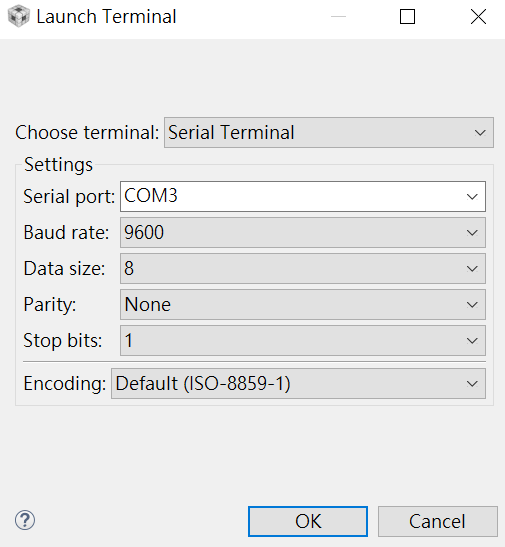 Launch Terminal
Choose terminal: Serial Terminal
Settings
Serial port: COM3
Baud rate: 9600
Data size: 8
Parity: None
Stop bits: 1
Encoding: Default (ISO-8859-1)
? OK Cancel